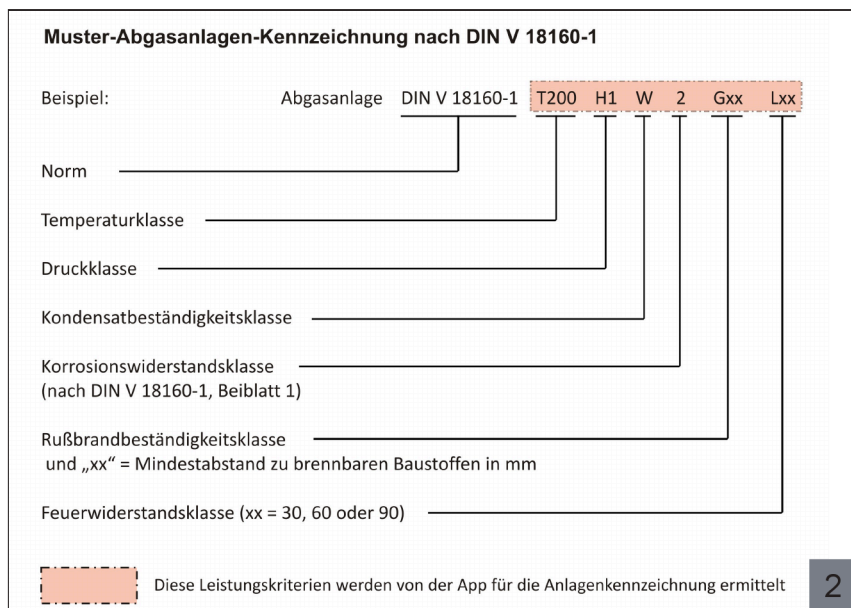 Muster-Abgasanlagen-Kennzeichnung nach DIN V 18160-1
Beispiel: Abgasanlage DIN V 18160-1 T200 H1 W 2 Gxx Lxx
Norm
Temperaturklasse
Druckklasse
Kondensatbeständigkeitsklasse
Korrosionswiderstandsklasse
(nach DIN V 18160-1, Beiblatt 1)
Rußbrandbeständigkeitsklasse
und „xx“ = Mindestabstand zu brennbaren Baustoffen in mm
Feuerwiderstandsklasse (xx = 30, 60 oder 90)
Diese Leistungskriterien werden von der App für die Anlagenkennzeichnung ermittelt
2